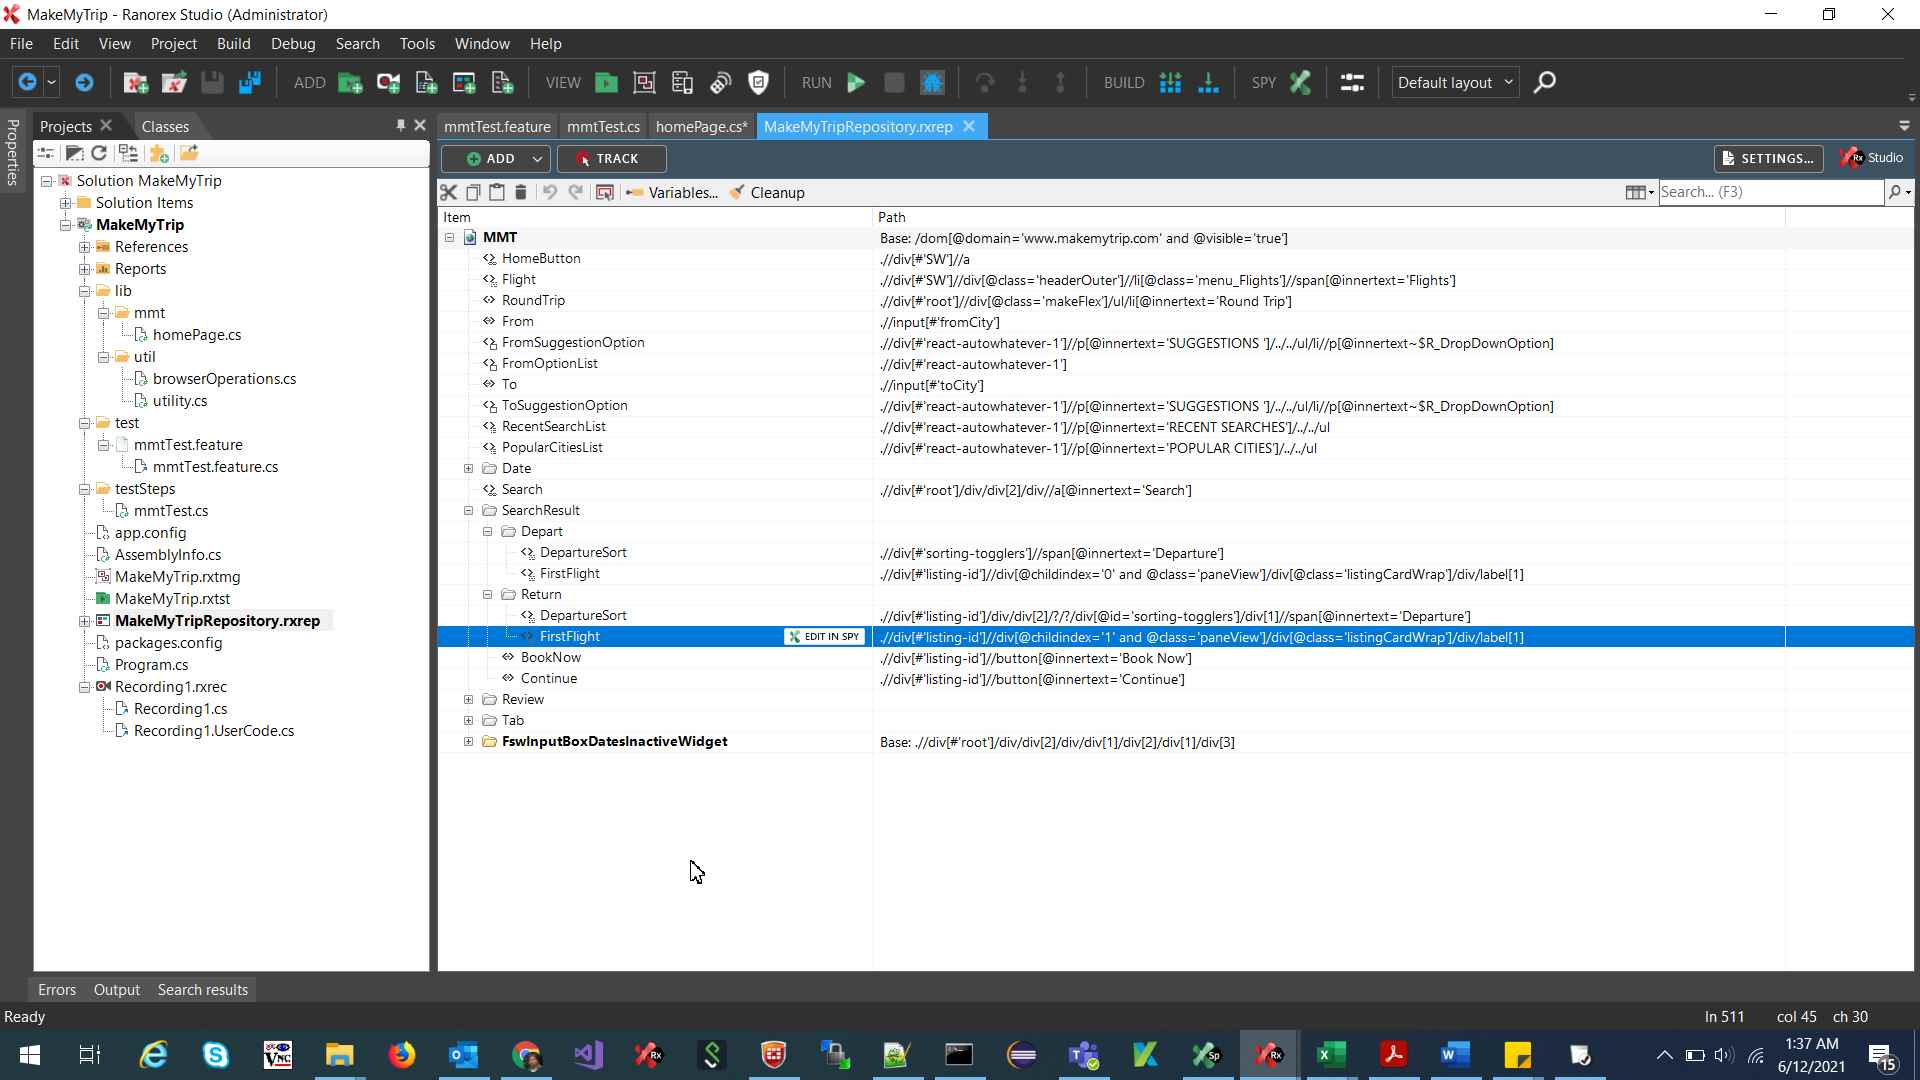 MakeMyTrip - Ranorex Studio (Administrator)
File Edit View Project Build Debug Search Tools Window Help
ADD VIEW RUN BUILD SPY Default layout
Properties
Projects Classes
mmtTest.feature mmtTest.cs homePage.cs* MakeMyTripRepository.rxrep
ADD TRACK SETTINGS... Rx Studio
Variables... Cleanup Search... (F3)
Solution MakeMyTrip
Solution Items
MakeMyTrip
References
Reports
lib
mmt
homePage.cs
util
browserOperations.cs
utility.cs
test
mmtTest.feature
mmtTest.feature.cs
testSteps
mmtTest.cs
app.config
AssemblyInfo.cs
MakeMyTrip.rxtmg
MakeMyTrip.rxtst
MakeMyTripRepository.rxrep
packages.config
Program.cs
Recording1.rxrec
Recording1.cs
Recording1.UserCode.cs
Item Path
MMT Base: /dom[@domain='www.makemytrip.com' and @visible='true']
HomeButton .//div[#'SW']//a
Flight .//div[#'SW']//div[@class='headerOuter']//li[@class='menu_Flights']//span[@innertext='Flights']
RoundTrip .//div[#'root']//div[@class='makeFlex']/ul/li[@innertext='Round Trip']
From .//input[#'fromCity']
FromSuggestionOption .//div[#'react-autowhatever-1']//p[@innertext='SUGGESTIONS ']/../../ul/li//p[@innertext~$R_DropDownOption]
FromOptionList .//div[#'react-autowhatever-1']
To .//input[#'toCity']
ToSuggestionOption .//div[#'react-autowhatever-1']//p[@innertext='SUGGESTIONS ']/../../ul/li//p[@innertext~$R_DropDownOption]
RecentSearchList .//div[#'react-autowhatever-1']//p[@innertext='RECENT SEARCHES']/../../ul
PopularCitiesList .//div[#'react-autowhatever-1']//p[@innertext='POPULAR CITIES']/../../ul
Date
Search .//div[#'root']/div/div[2]/div//a[@innertext='Search']
SearchResult
Depart
DepartureSort .//div[#'sorting-togglers']//span[@innertext='Departure']
FirstFlight .//div[#'listing-id']//div[@childindex='0' and @class='paneView']/div[@class='listingCardWrap']/div/label[1]
Return
DepartureSort .//div[#'listing-id']/div/div[2]/?/?/div[@id='sorting-togglers']/div[1]//span[@innertext='Departure']
FirstFlight EDIT IN SPY .//div[#'listing-id']//div[@childindex='1' and @class='paneView']/div[@class='listingCardWrap']/div/label[1]
BookNow .//div[#'listing-id']//button[@innertext='Book Now']
Continue .//div[#'listing-id']//button[@innertext='Continue']
Review
Tab
FswInputBoxDatesInactiveWidget Base: .//div[#'root']/div/div[2]/div/div[1]/div[2]/div[1]/div[3]
Errors Output Search results
Ready ln 511 col 45 ch 30
1:37 AM
6/12/2021
15